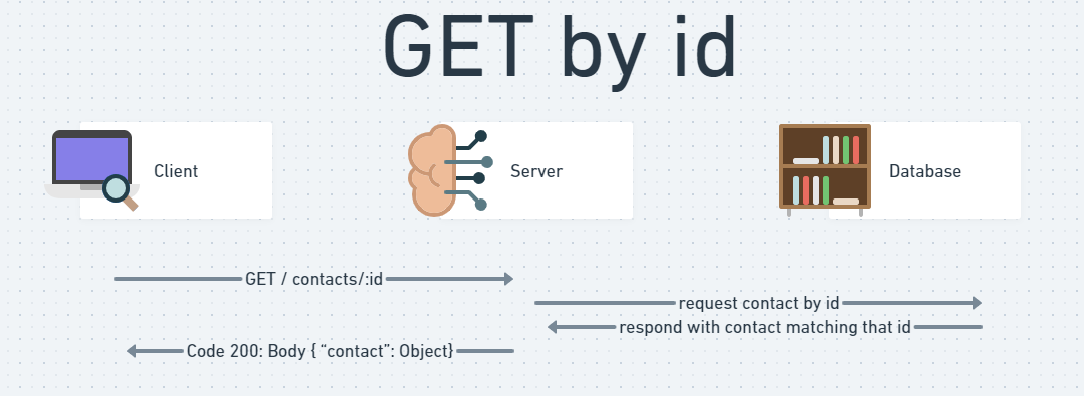 GET by id
Client
Server
Database
GET / contacts/:id
request contact by id
respond with contact matching that id
Code 200: Body { “contact”: Object}